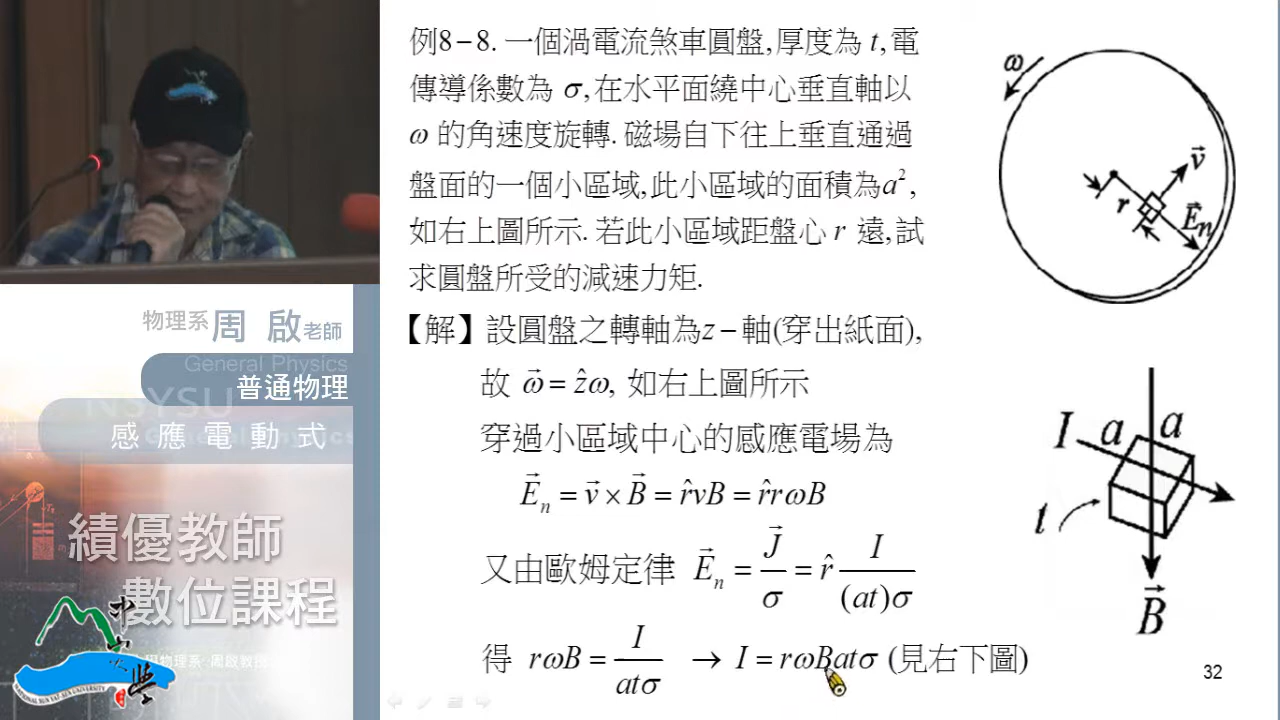 例8－8. 一個渦電流煞車圓盤,厚度為 t,電
傳導係數為 σ,在水平面繞中心垂直軸以
ω 的角速度旋轉. 磁場自下往上垂直通過
盤面的一個小區域,此小區域的面積為a²,
如右上圖所示. 若此小區域距盤心 r 遠,試
求圓盤所受的減速力矩.
【解】設圓盤之轉軸為z－軸(穿出紙面),
故 ω⃗ = ẑω, 如右上圖所示
穿過小區域中心的感應電場為
E⃗n = v⃗ × B⃗ = r̂vB = r̂rωB
又由歐姆定律 E⃗n = J⃗/σ = r̂ I/((at)σ)
得 rωB = I/(atσ) → I = rωBatσ (見右下圖)
ω
v⃗
r
E⃗n
I
a
a
t
B⃗
32
物理系 周 啟 老師
General Physics
普通物理
NSYSU
感 應 電 動 式
績優教師
數位課程